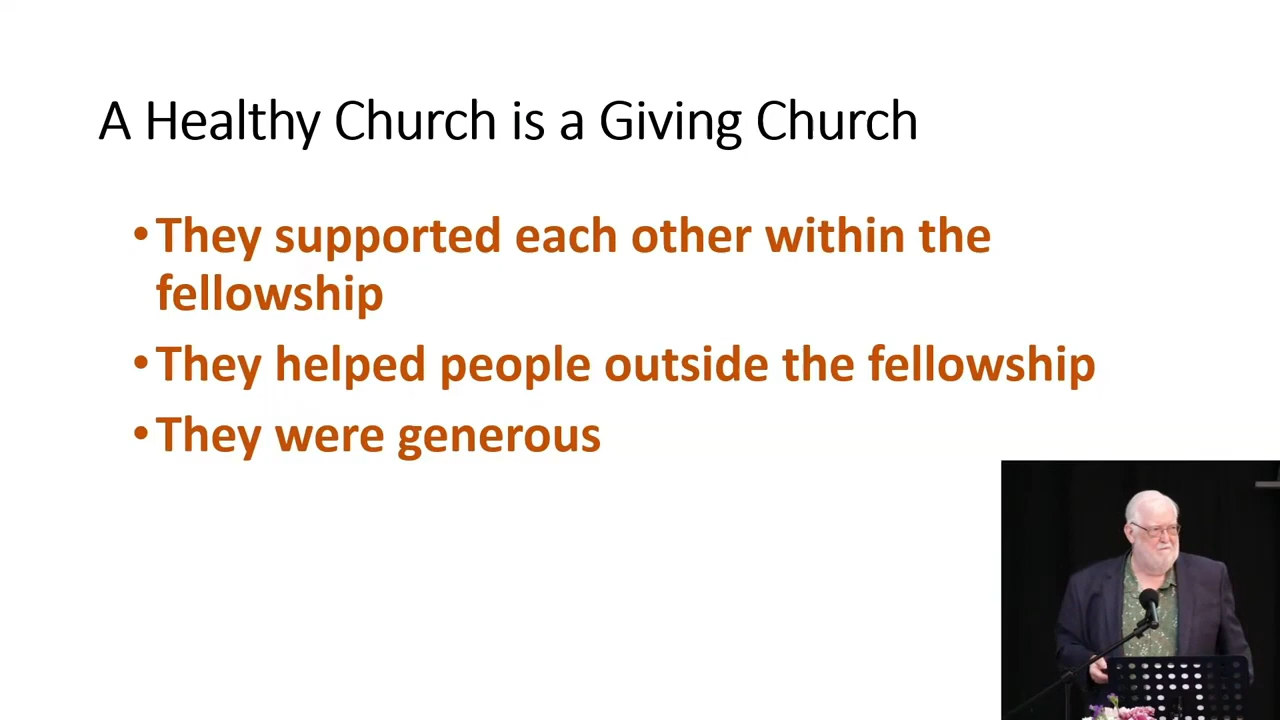 A Healthy Church is a Giving Church
•They supported each other within the
fellowship
•They helped people outside the fellowship
•They were generous